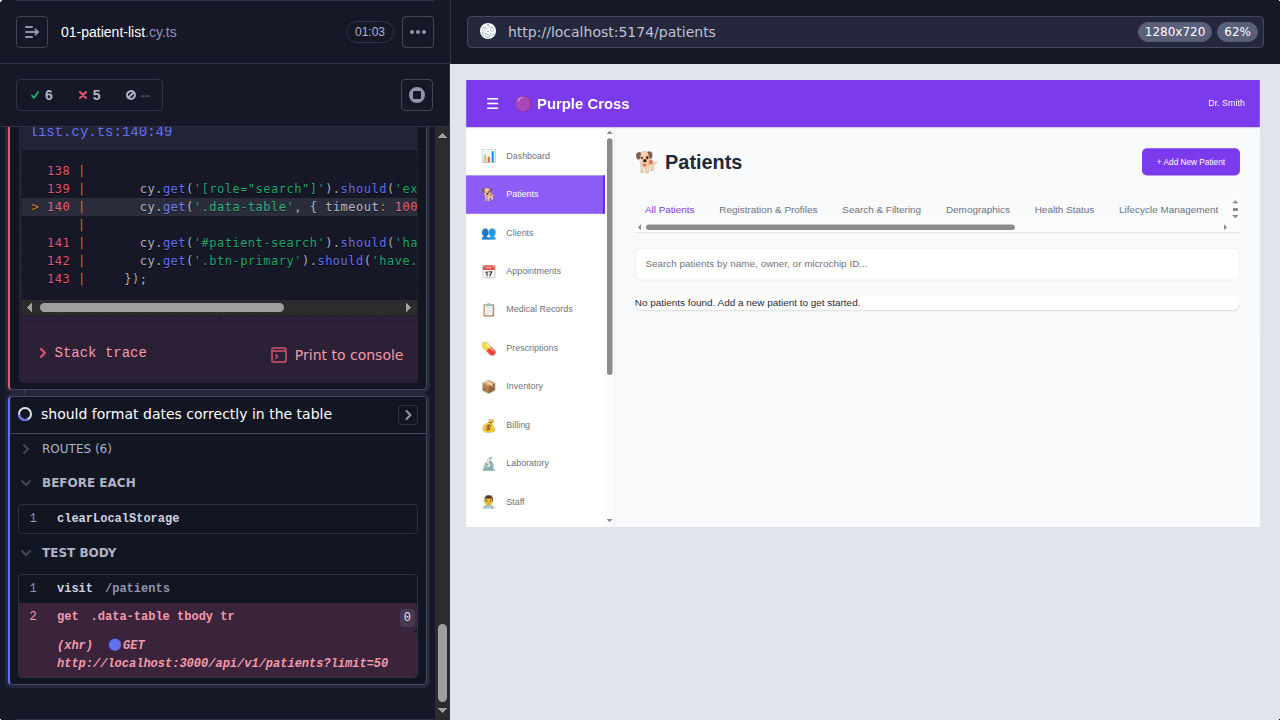 01-patient-list.cy.ts
01:03
http://localhost:5174/patients
1280x720
62%
6
5
--
list.cy.ts:140:49
138 |
139 | cy.get('[role="search"]').should('ex
> 140 | cy.get('.data-table', { timeout: 100
|
141 | cy.get('#patient-search').should('ha
142 | cy.get('.btn-primary').should('have.
143 | });
Stack trace
Print to console
should format dates correctly in the table
ROUTES (6)
BEFORE EACH
1 clearLocalStorage
TEST BODY
1 visit /patients
2 get .data-table tbody tr 0
(xhr) GET
http://localhost:3000/api/v1/patients?limit=50
Purple Cross
Dr. Smith
Dashboard
Patients
Clients
Appointments
Medical Records
Prescriptions
Inventory
Billing
Laboratory
Staff
Patients
+ Add New Patient
All Patients
Registration & Profiles
Search & Filtering
Demographics
Health Status
Lifecycle Management
Search patients by name, owner, or microchip ID...
No patients found. Add a new patient to get started.